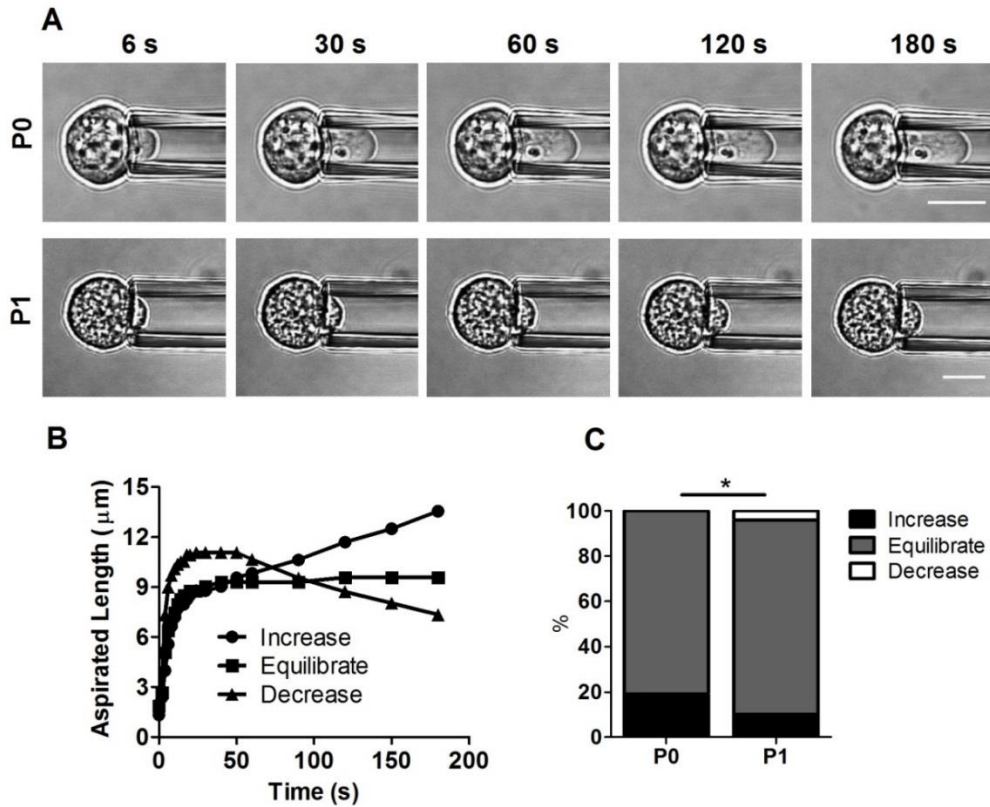 A
6 s 30 s 60 s 120 s 180 s
P0
P1
B
15
12
9
6
3
0
Aspirated Length ( μm)
Increase
Equilibrate
Decrease
0 50 100 150 200
Time (s)
C
*
100
80
60
40
20
0
%
P0 P1
Increase
Equilibrate
Decrease